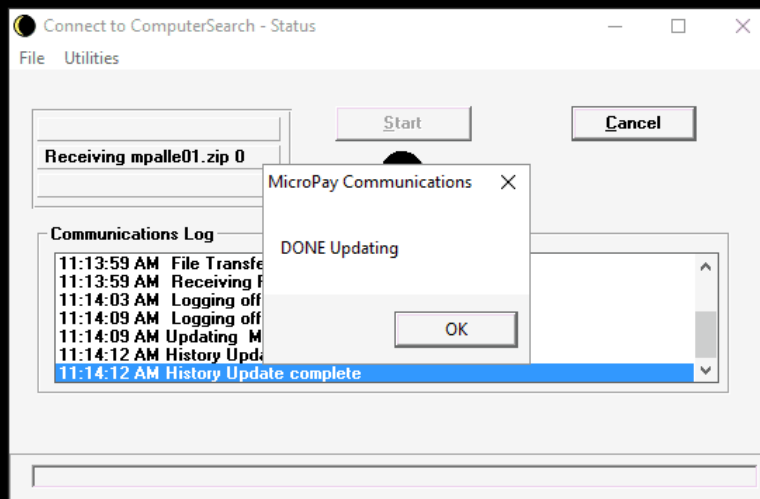 Connect to ComputerSearch - Status
File Utilities
Start
Cancel
Receiving mpalle01.zip 0
MicroPay Communications
DONE Updating
OK
Communications Log
11:13:59 AM File Transfe
11:13:59 AM Receiving
11:14:03 AM Logging off
11:14:09 AM Logging off
11:14:09 AM Updating M
11:14:12 AM History Upda
11:14:12 AM History Update complete